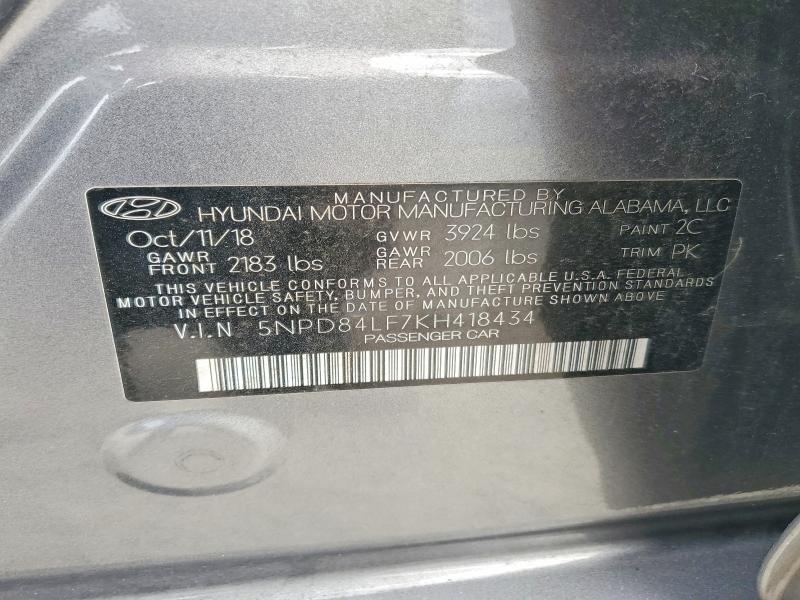 MANUFACTURED BY
HYUNDAI MOTOR MANUFACTURING ALABAMA, LLC
Oct/11/18 GVWR 3924 lbs PAINT 2C
GAWR FRONT 2183 lbs GAWR REAR 2006 lbs TRIM PK
THIS VEHICLE CONFORMS TO ALL APPLICABLE U.S.A. FEDERAL
MOTOR VEHICLE SAFETY, BUMPER, AND THEFT PREVENTION STANDARDS
IN EFFECT ON THE DATE OF MANUFACTURE SHOWN ABOVE.
V.I.N 5NPD84LF7KH418434
PASSENGER CAR